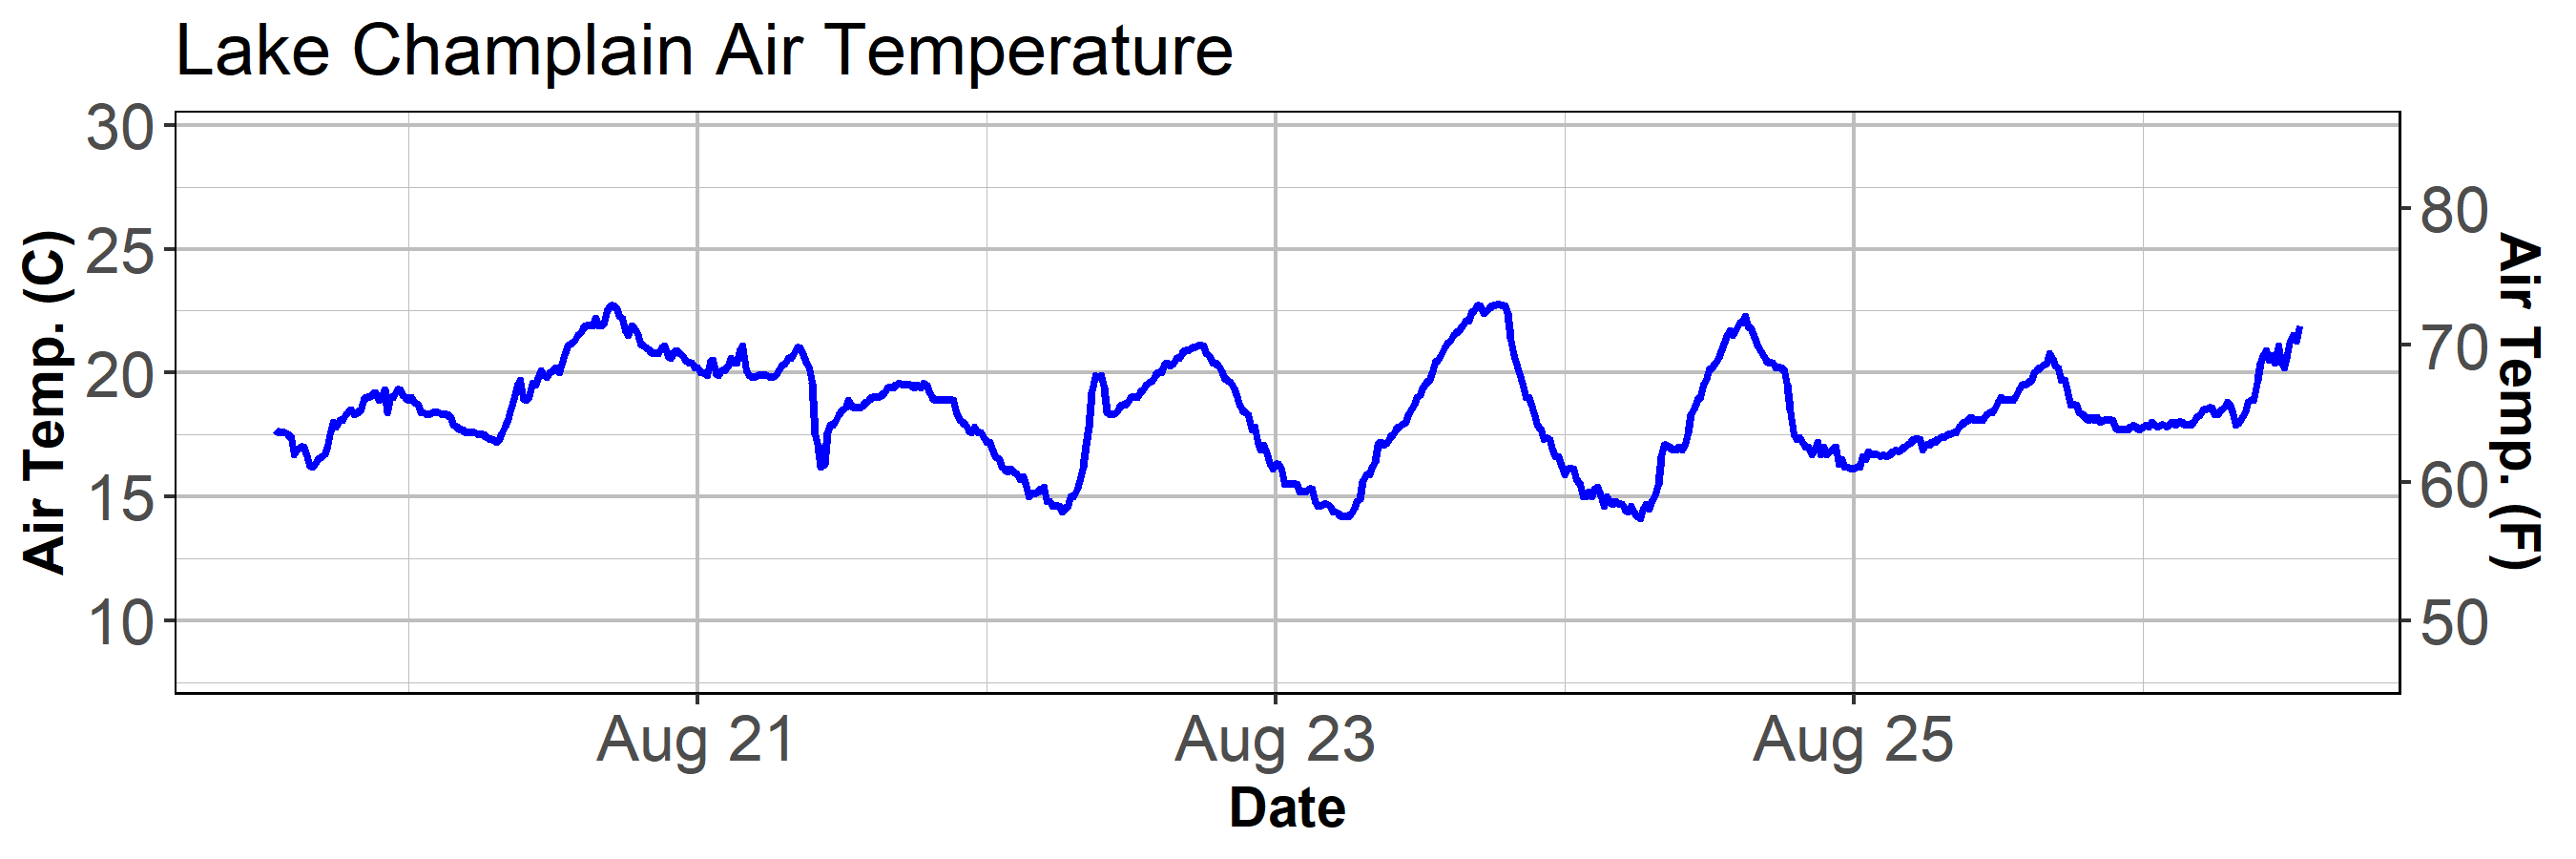 Lake Champlain Air Temperature
Air Temp. (C)
30
25
20
15
10
80
70
60
50
Air Temp. (F)
Aug 21
Aug 23
Aug 25
Date